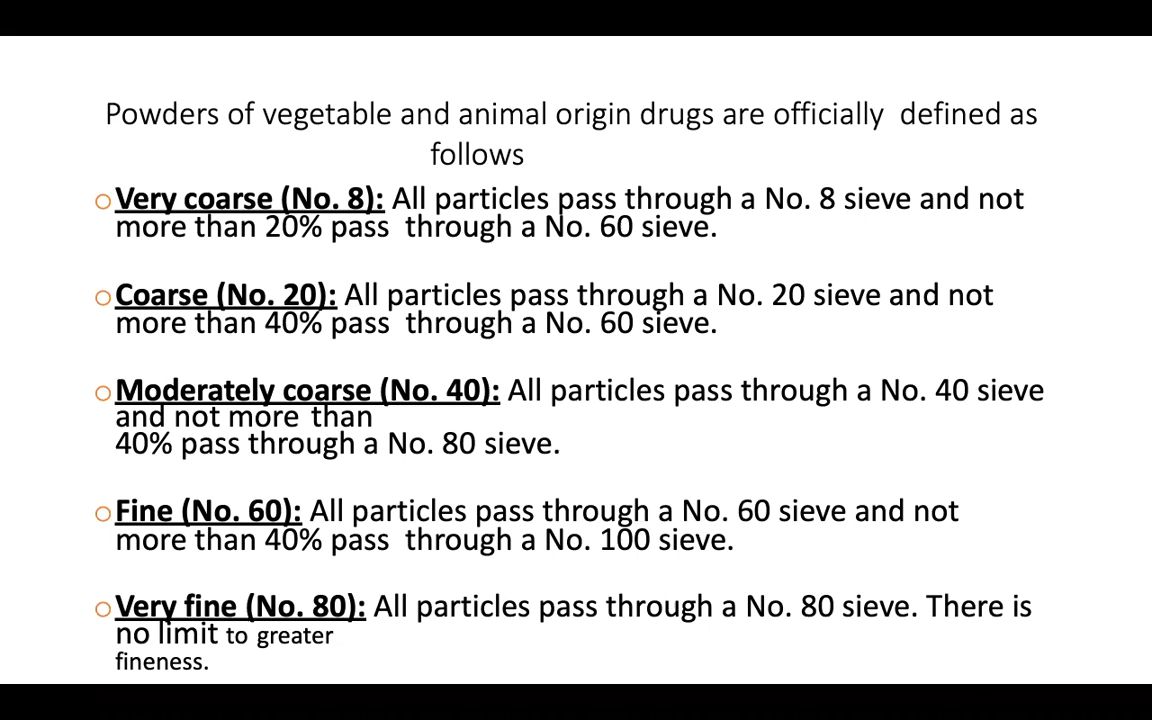 Powders of vegetable and animal origin drugs are officially defined as
follows
Very coarse (No. 8): All particles pass through a No. 8 sieve and not
more than 20% pass through a No. 60 sieve.
Coarse (No. 20): All particles pass through a No. 20 sieve and not
more than 40% pass through a No. 60 sieve.
Moderately coarse (No. 40): All particles pass through a No. 40 sieve
and not more than
40% pass through a No. 80 sieve.
Fine (No. 60): All particles pass through a No. 60 sieve and not
more than 40% pass through a No. 100 sieve.
Very fine (No. 80): All particles pass through a No. 80 sieve. There is
no limit to greater
fineness.